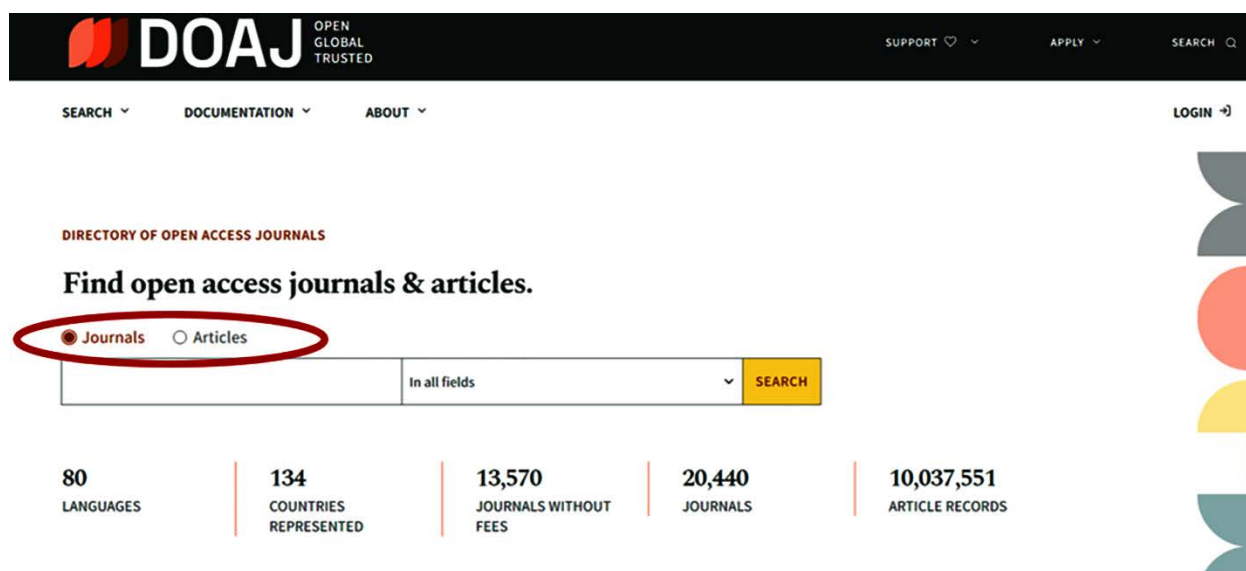 DOAJ
OPEN
GLOBAL
TRUSTED
SUPPORT
APPLY
SEARCH
SEARCH
DOCUMENTATION
ABOUT
LOGIN
DIRECTORY OF OPEN ACCESS JOURNALS
Find open access journals & articles.
Journals Articles
In all fields
SEARCH
80
LANGUAGES
134
COUNTRIES
REPRESENTED
13,570
JOURNALS WITHOUT
FEES
20,440
JOURNALS
10,037,551
ARTICLE RECORDS